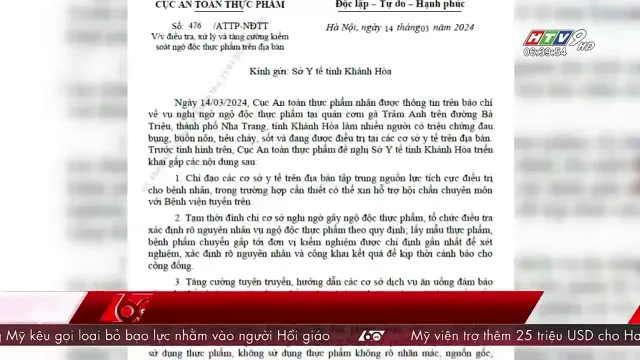 CỤC AN TOÀN THỰC PHẨM
Độc lập – Tự do – Hạnh phúc
Số: 476 /ATTP-NĐTT
Hà Nội, ngày 14 tháng 03 năm 2024
V/v điều tra, xử lý và tăng cường kiểm
soát ngộ độc thực phẩm trên địa bàn
HTV9 HD
06:39:54
Kính gửi: Sở Y tế tỉnh Khánh Hòa
Ngày 14/03/2024, Cục An toàn thực phẩm nhận được thông tin trên báo chí
về vụ nghi ngờ ngộ độc thực phẩm tại quán cơm gà Trâm Anh trên đường Bà
Triệu, thành phố Nha Trang, tỉnh Khánh Hòa làm nhiều người có triệu chứng đau
bụng, buồn nôn, tiêu chảy, sốt và đang được điều trị tại các cơ sở y tế trên địa bàn.
Trước tình hình trên, Cục An toàn thực phẩm đề nghị Sở Y tế tỉnh Khánh Hòa triển
khai gấp các nội dung sau:
1. Chỉ đạo các cơ sở y tế trên địa bàn tập trung nguồn lực tích cực điều trị
cho bệnh nhân, trong trường hợp cần thiết có thể xin hỗ trợ hội chẩn chuyên môn
với Bệnh viện tuyến trên.
2. Tạm thời đình chỉ cơ sở nghi ngờ gây ngộ độc thực phẩm, tổ chức điều tra
xác định rõ nguyên nhân vụ ngộ độc thực phẩm theo quy định; lấy mẫu thực phẩm,
bệnh phẩm chuyển gấp tới đơn vị kiểm nghiệm được chỉ định gần nhất để xét
nghiệm, xác định rõ nguyên nhân và công khai kết quả để kịp thời cảnh báo cho
cộng đồng.
3. Tăng cường tuyên truyền, hướng dẫn các cơ sở dịch vụ ăn uống đảm bảo
g Mỹ kêu gọi loại bỏ bạo lực nhằm vào người Hồi giáo
Mỹ viện trợ thêm 25 triệu USD cho Ha
sử dụng thực phẩm, không sử dụng thực phẩm không rõ nhãn mác, nguồn gốc,